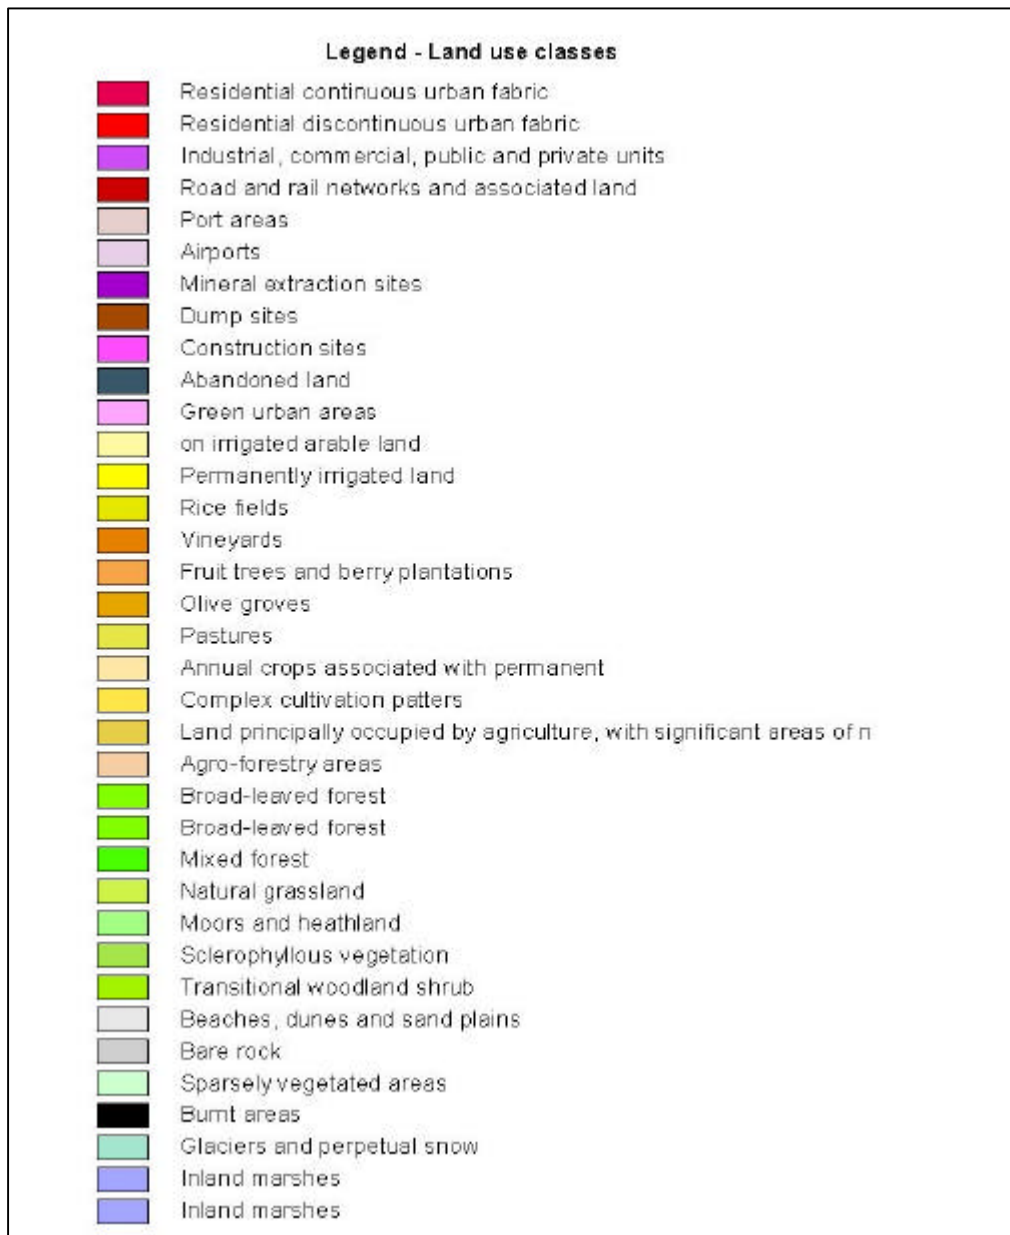 Legend - Land use classes
Residential continuous urban fabric
Residential discontinuous urban fabric
Industrial, commercial, public and private units
Road and rail networks and associated land
Port areas
Airports
Mineral extraction sites
Dump sites
Construction sites
Abandoned land
Green urban areas
on irrigated arable land
Permanently irrigated land
Rice fields
Vineyards
Fruit trees and berry plantations
Olive groves
Pastures
Annual crops associated with permanent
Complex cultivation patters
Land principally occupied by agriculture, with significant areas of n
Agro-forestry areas
Broad-leaved forest
Broad-leaved forest
Mixed forest
Natural grassland
Moors and heathland
Sclerophyllous vegetation
Transitional woodland shrub
Beaches, dunes and sand plains
Bare rock
Sparsely vegetated areas
Burnt areas
Glaciers and perpetual snow
Inland marshes
Inland marshes